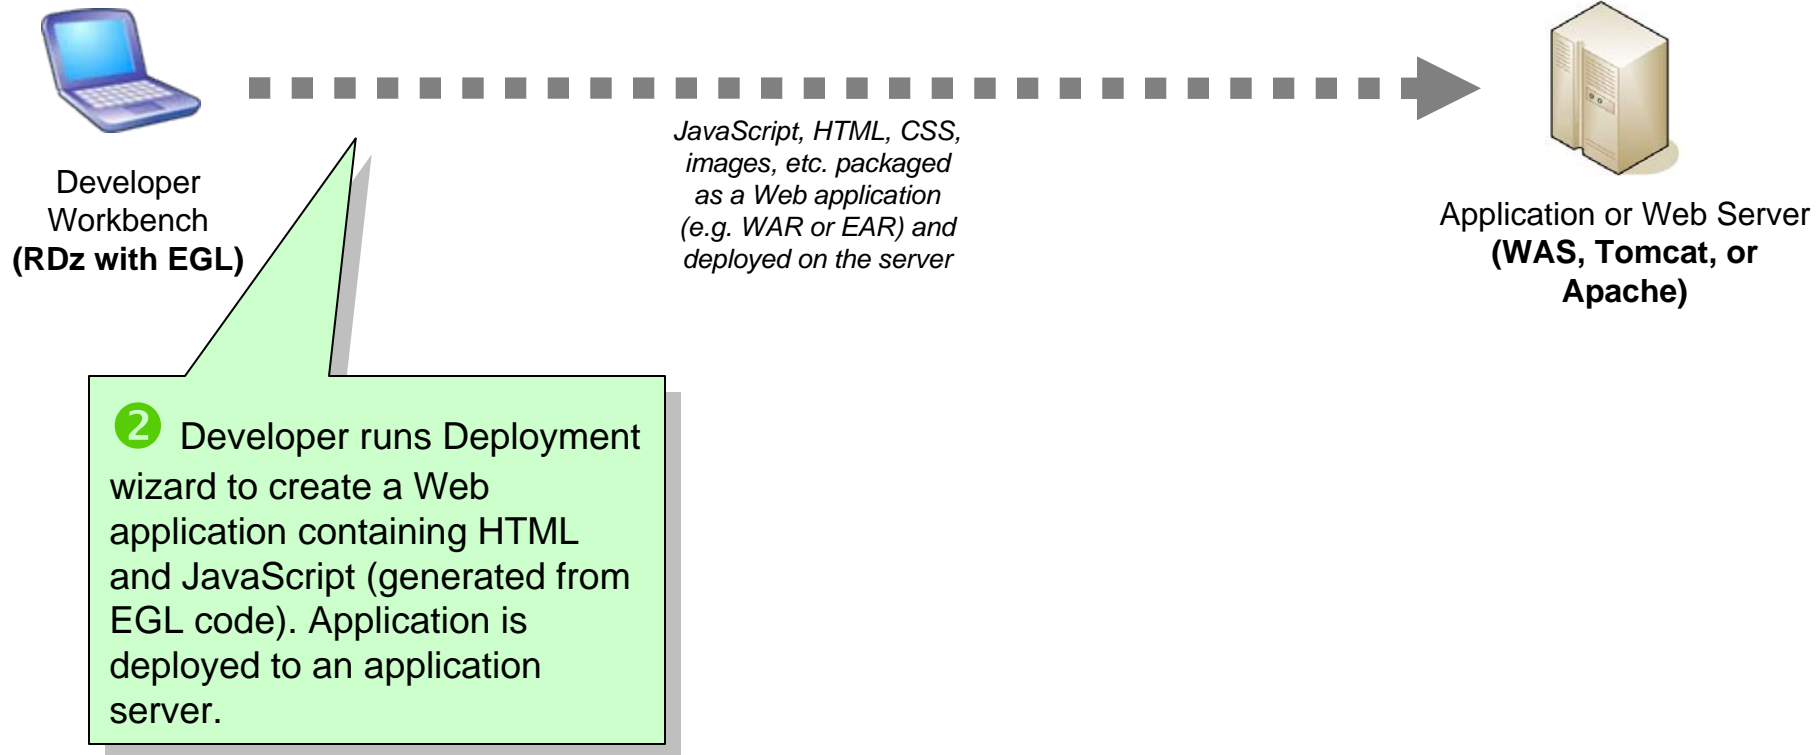 Developer
Workbench
(RDz with EGL)
JavaScript, HTML, CSS,
images, etc. packaged
as a Web application
(e.g. WAR or EAR) and
deployed on the server
Application or Web Server
(WAS, Tomcat, or
Apache)
❷ Developer runs Deployment
wizard to create a Web
application containing HTML
and JavaScript (generated from
EGL code). Application is
deployed to an application
server.